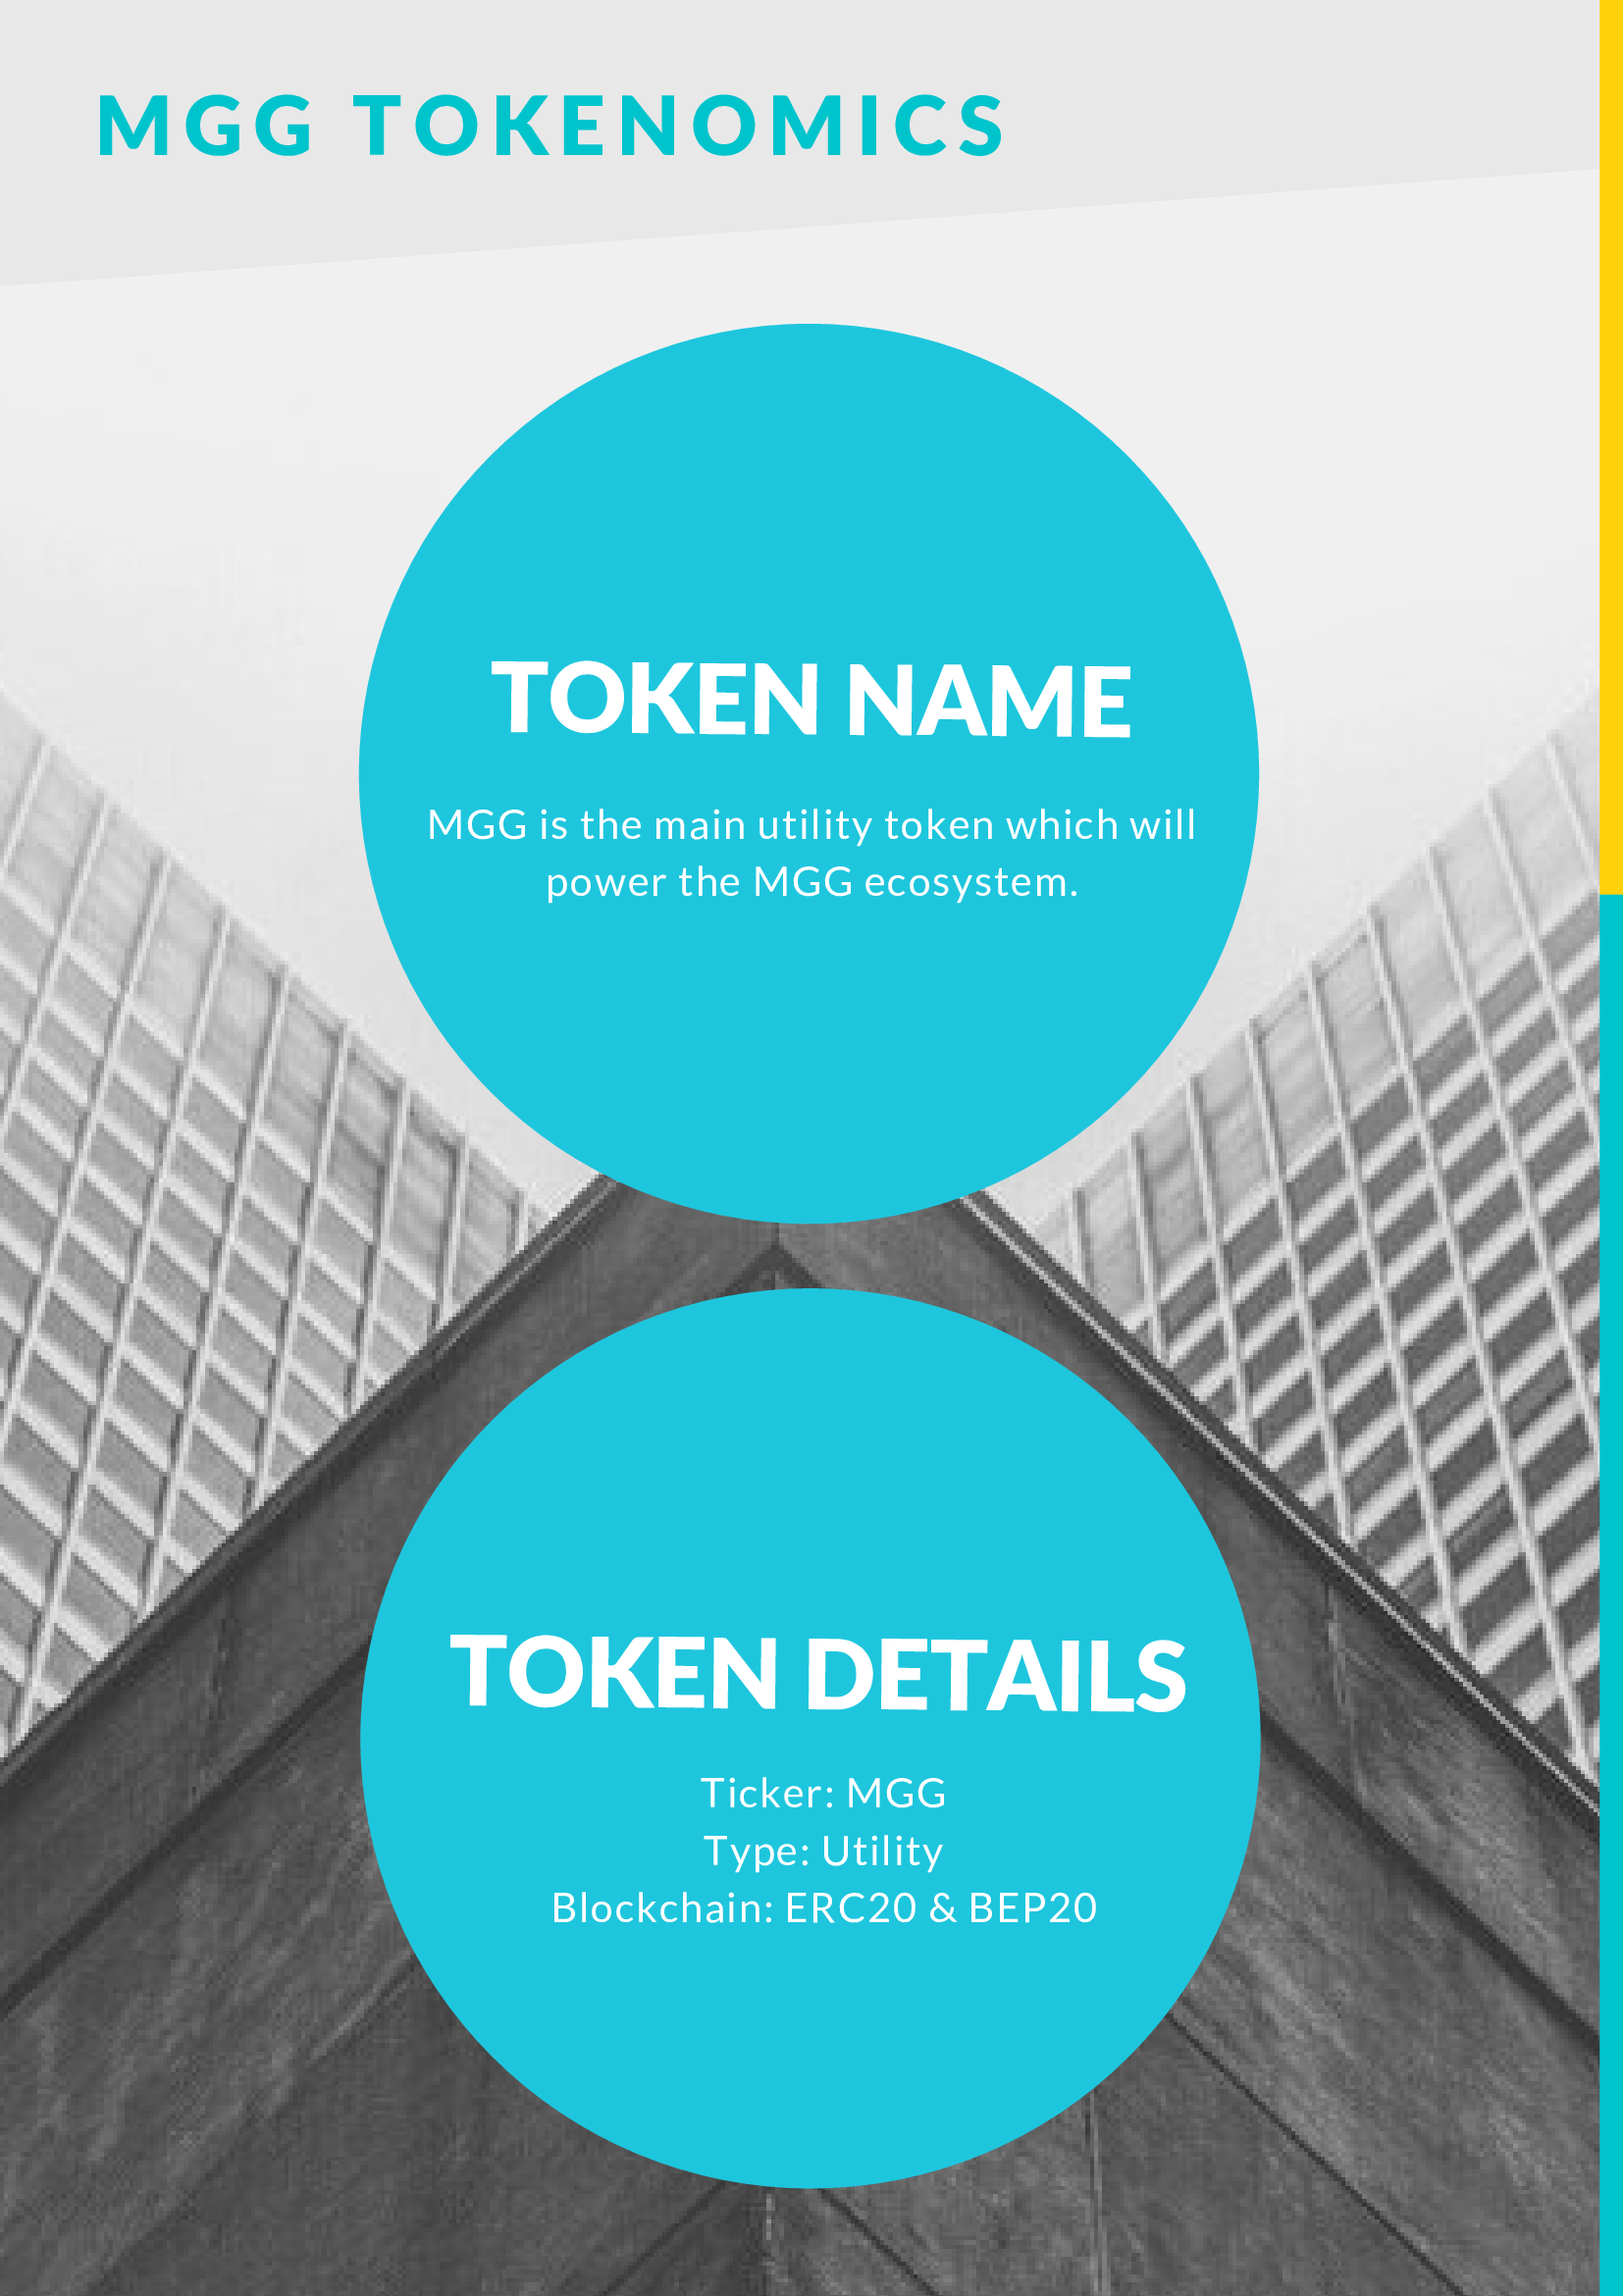 MGG TOKENOMICS
TOKEN NAME
MGG is the main utility token which will
power the MGG ecosystem.
TOKEN DETAILS
Ticker: MGG
Type: Utility
Blockchain: ERC20 & BEP20